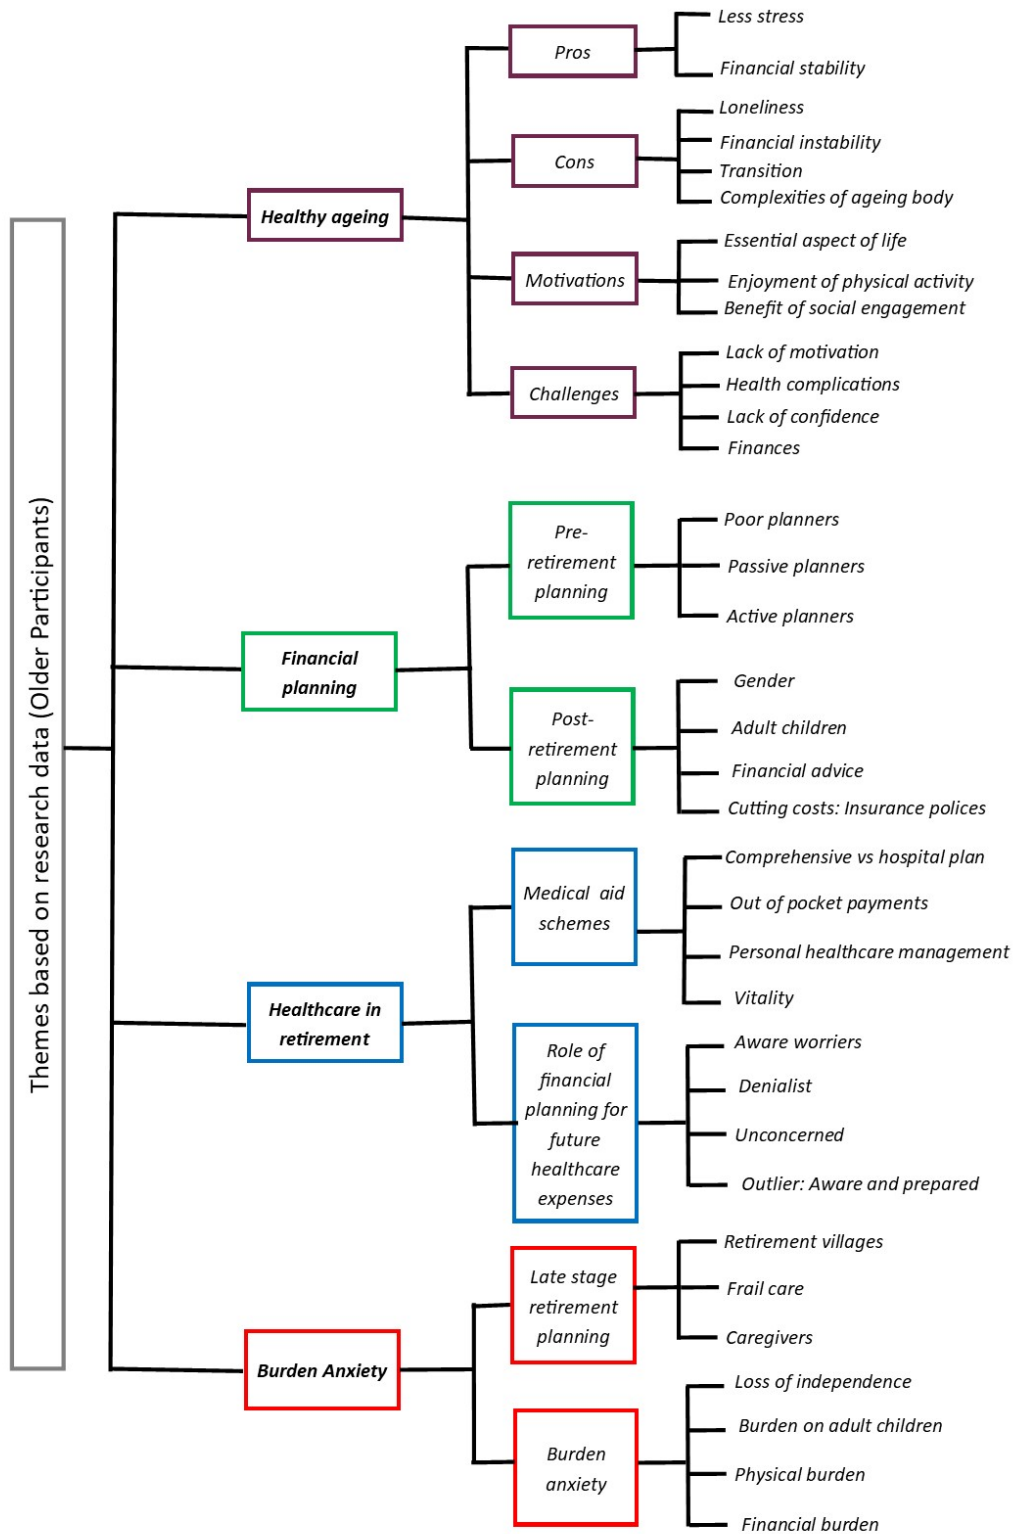 Themes based on research data (Older Participants)
Healthy ageing
Pros
Less stress
Financial stability
Cons
Loneliness
Financial instability
Transition
Complexities of ageing body
Motivations
Essential aspect of life
Enjoyment of physical activity
Benefit of social engagement
Challenges
Lack of motivation
Health complications
Lack of confidence
Finances
Financial
planning
Pre-
retirement
planning
Poor planners
Passive planners
Active planners
Post-
retirement
planning
Gender
Adult children
Financial advice
Cutting costs: Insurance polices
Healthcare in
retirement
Medical aid
schemes
Comprehensive vs hospital plan
Out of pocket payments
Personal healthcare management
Vitality
Role of
financial
planning for
future
healthcare
expenses
Aware worriers
Denialist
Unconcerned
Outlier: Aware and prepared
Burden Anxiety
Late stage
retirement
planning
Retirement villages
Frail care
Caregivers
Burden
anxiety
Loss of independence
Burden on adult children
Physical burden
Financial burden